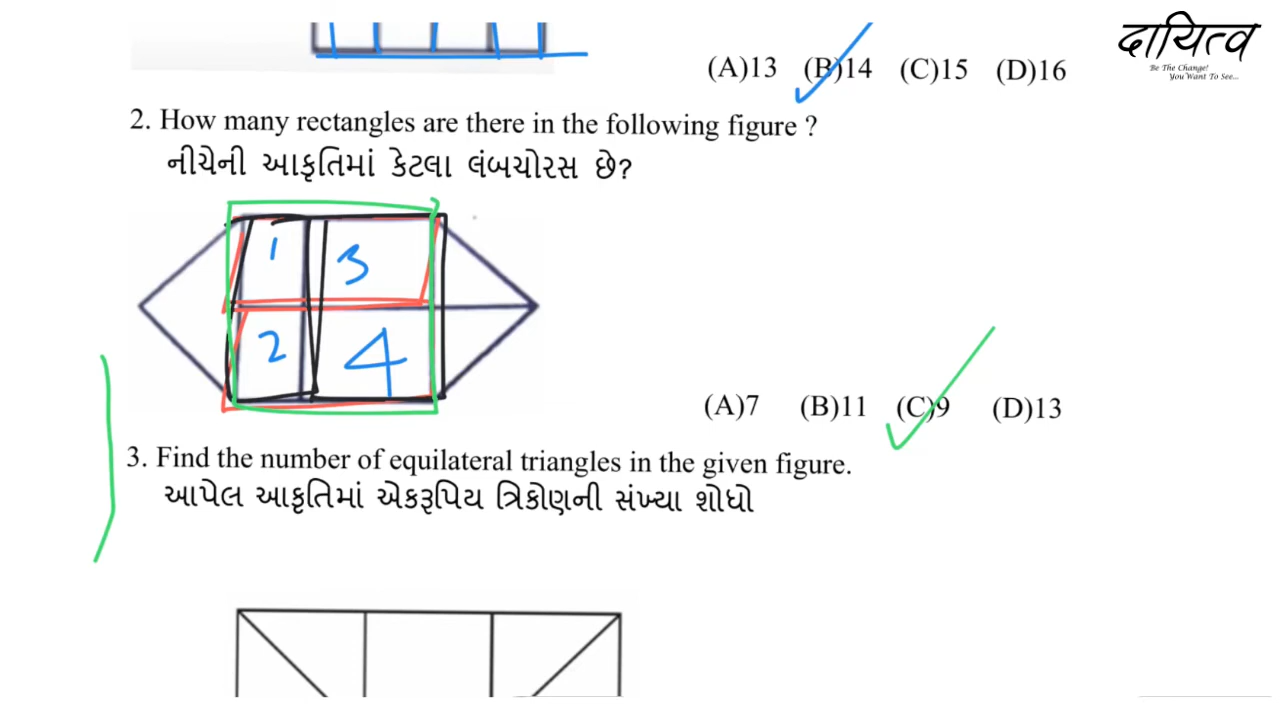 दायित्व
Be The Change!
You Want To See...
(A)13 (B)14 (C)15 (D)16
2. How many rectangles are there in the following figure ?
નીચેની આકૃતિમાં કેટલા લંબચોરસ છે?
1 3
2 4
(A)7 (B)11 (C)9 (D)13
3. Find the number of equilateral triangles in the given figure.
આપેલ આકૃતિમાં એકરૂપિય ત્રિકોણની સંખ્યા શોધો